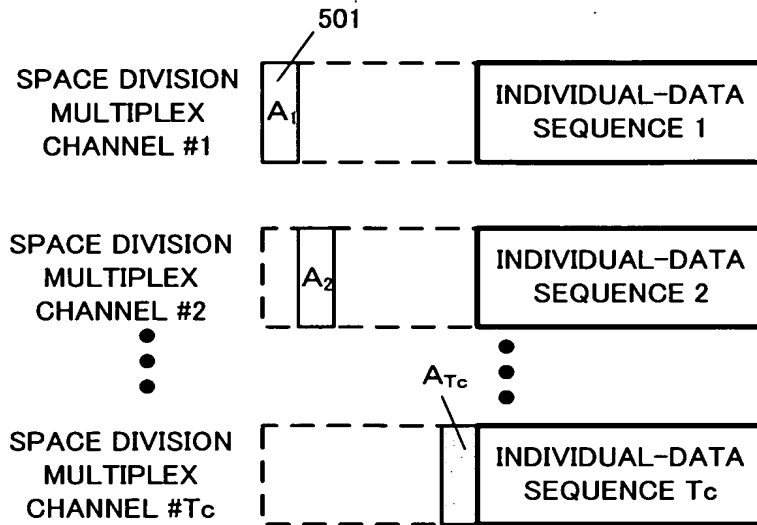 501
SPACE DIVISION
MULTIPLEX
CHANNEL #1
A₁
INDIVIDUAL-DATA
SEQUENCE 1
SPACE DIVISION
MULTIPLEX
CHANNEL #2
A₂
INDIVIDUAL-DATA
SEQUENCE 2
A_Tc
SPACE DIVISION
MULTIPLEX
CHANNEL #Tc
INDIVIDUAL-DATA
SEQUENCE Tc